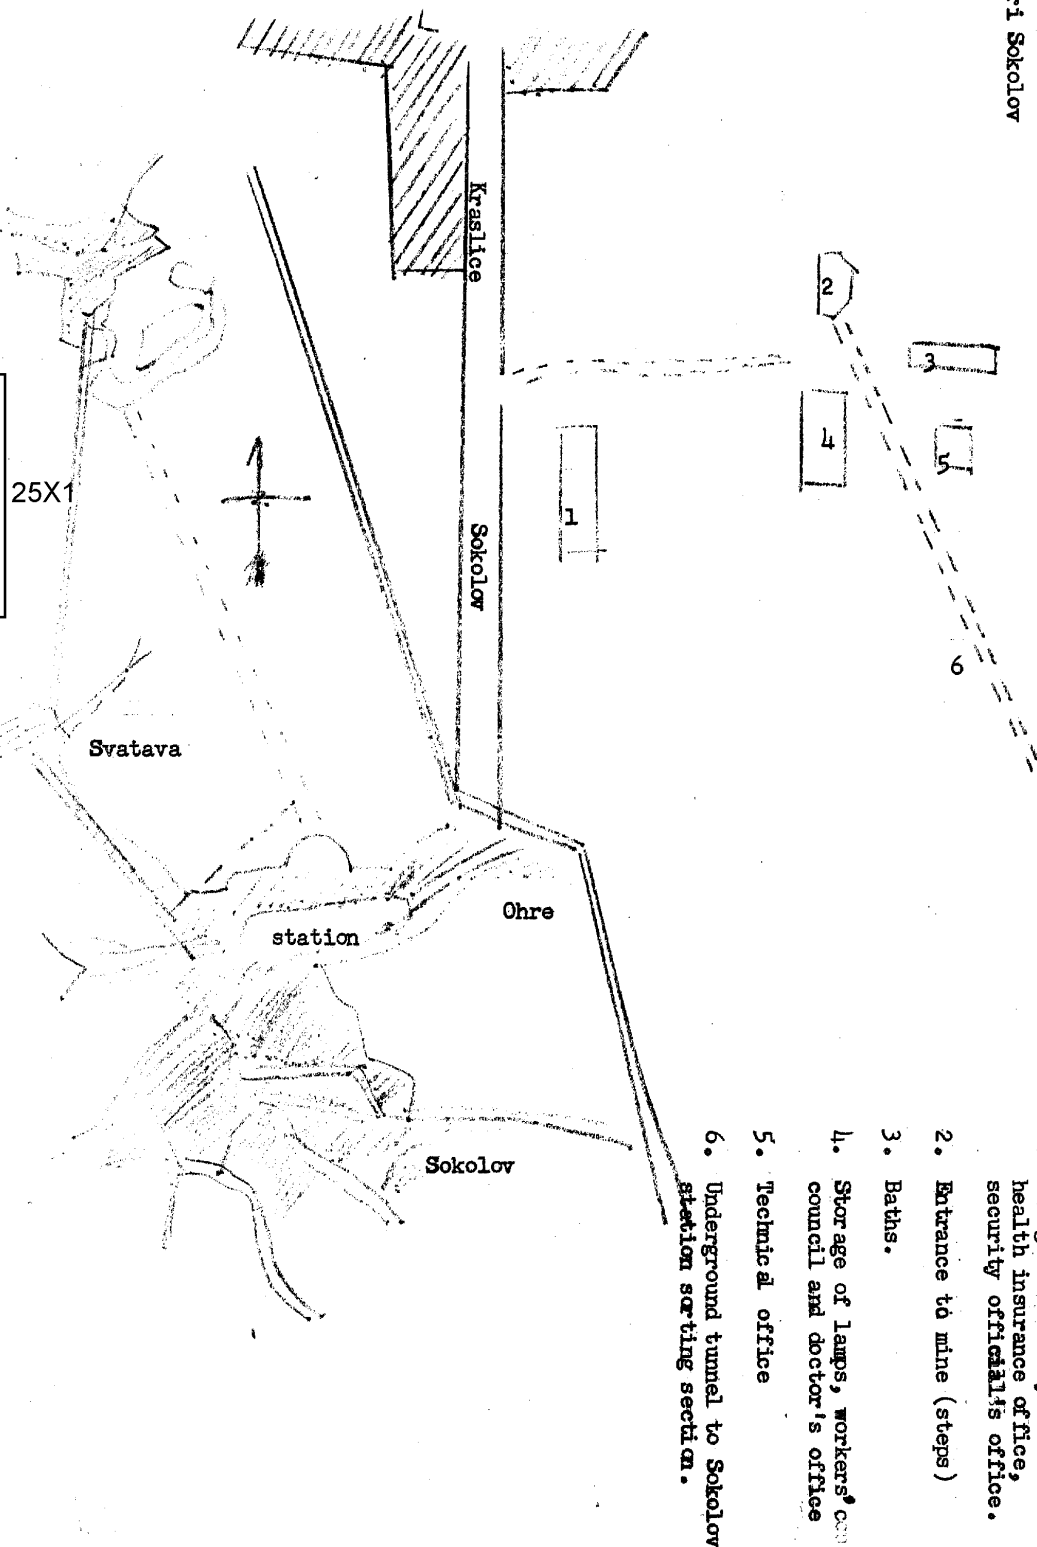 ri Sokolov
Kraslice
2
3
4
5
25X1
1
Sokolov
6
Svatava
Ohre
station
Sokolov
health insurance office,
security official's office.
2. Entrance to mine (steps)
3. Baths.
4. Storage of lamps, workers'
council and doctor's office
5. Technical office
6. Underground tunnel to Sokolov
station sorting section.